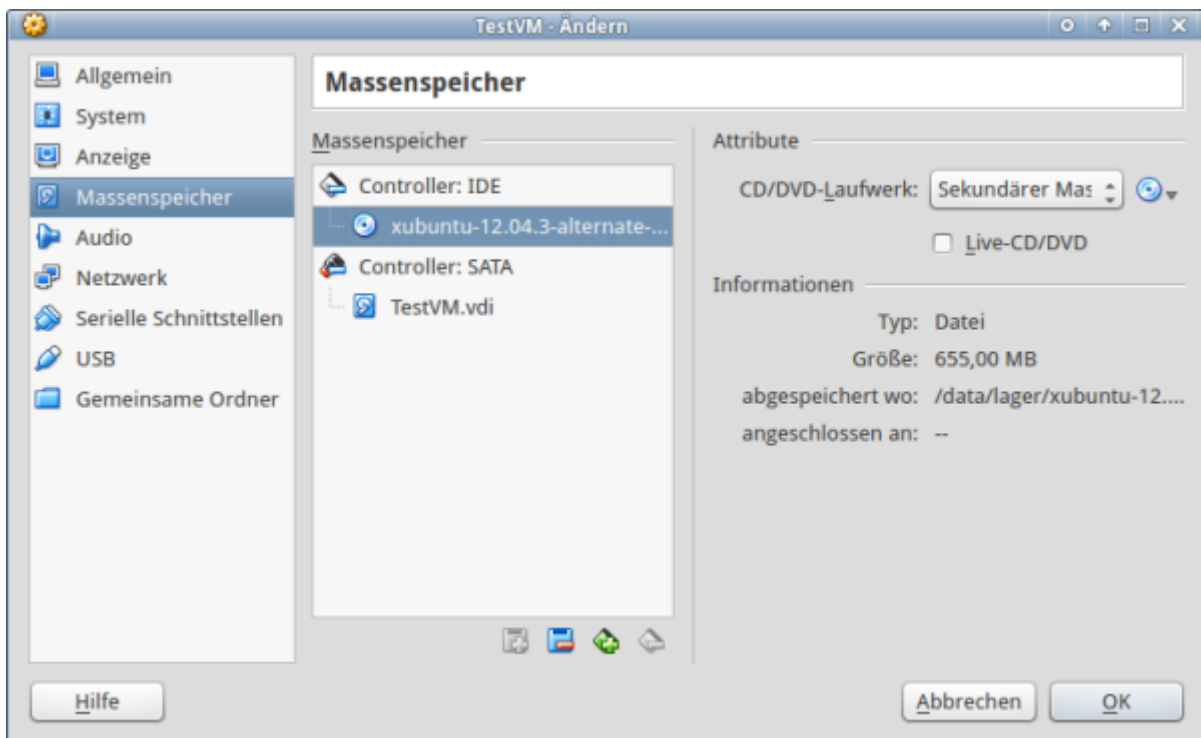 TestVM - Ändern
Allgemein
System
Anzeige
Massenspeicher
Audio
Netzwerk
Serielle Schnittstellen
USB
Gemeinsame Ordner
Massenspeicher
Massenspeicher
Controller: IDE
xubuntu-12.04.3-alternate-...
Controller: SATA
TestVM.vdi
Attribute
CD/DVD-Laufwerk: Sekundärer Mas
Live-CD/DVD
Informationen
Typ: Datei
Größe: 655,00 MB
abgespeichert wo: /data/lager/xubuntu-12....
angeschlossen an: --
Hilfe
Abbrechen
OK